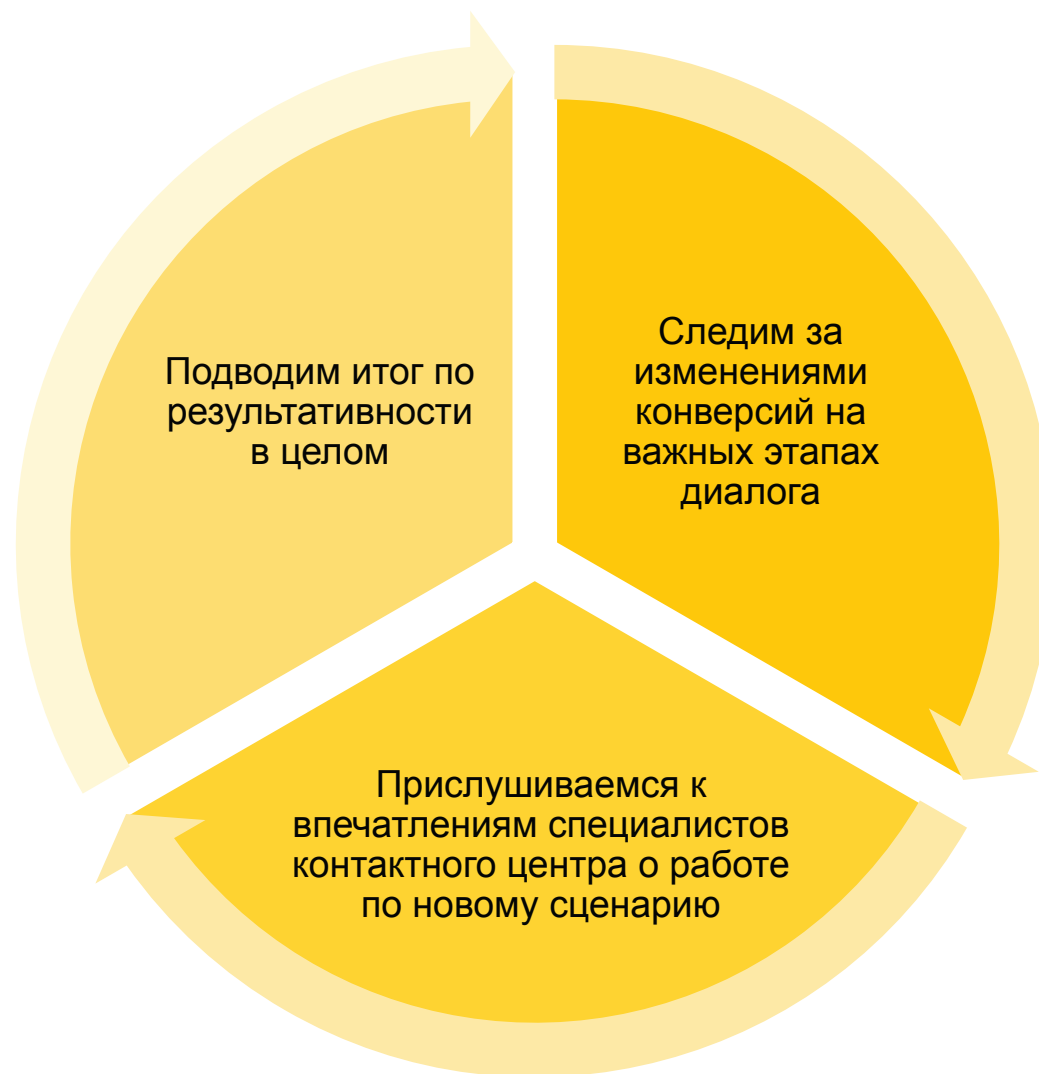 Следим за
изменениями
конверсий на
важных этапах
диалога
Прислушиваемся к
впечатлениям специалистов
контактного центра о работе
по новому сценарию
Подводим итог по
результативности
в целом